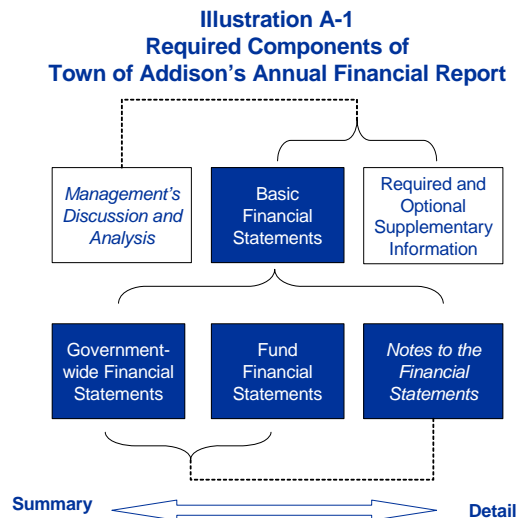 Illustration A-1
Required Components of
Town of Addison's Annual Financial Report
Management's
Discussion and
Analysis
Basic
Financial
Statements
Required and
Optional
Supplementary
Information
Government-
wide Financial
Statements
Fund
Financial
Statements
Notes to the
Financial
Statements
Summary
Detail